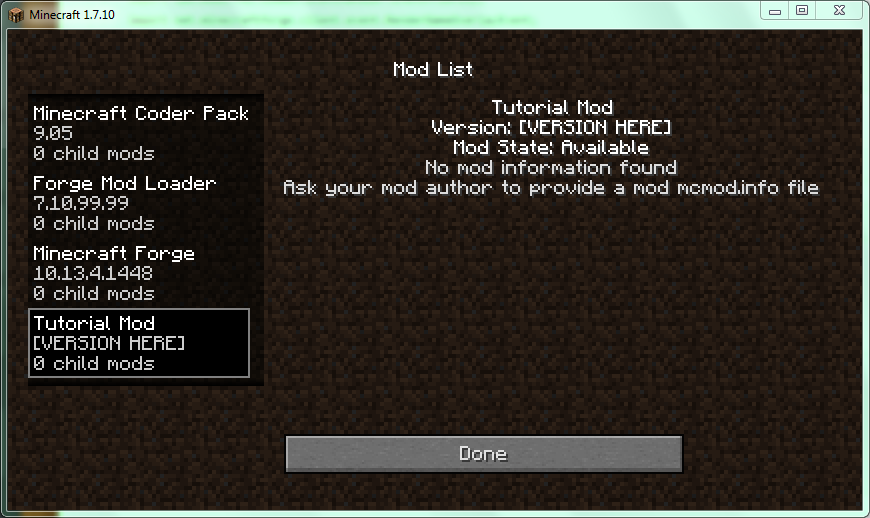 Minecraft 1.7.10
Mod List
Minecraft Coder Pack
9.05
0 child mods
Forge Mod Loader
7.10.99.99
0 child mods
Minecraft Forge
10.13.4.1448
0 child mods
Tutorial Mod
[VERSION HERE]
0 child mods
Tutorial Mod
Version: [VERSION HERE]
Mod State: Available
No mod information found
Ask your mod author to provide a mod mcmod.info file
Done